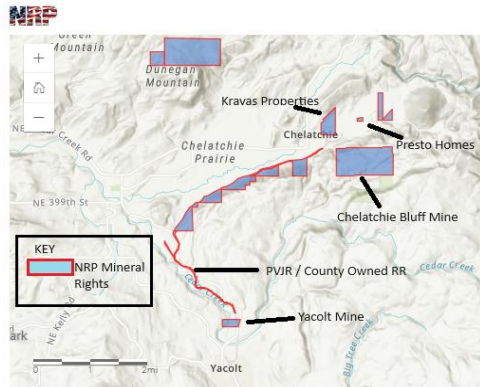 NRP
Green
Mountain
Dunegan
Mountain
Kravas Properties
Chelatchie
Presto Homes
Chelatchie
Prairie
Chelatchie Bluff Mine
NE 399th St
KEY
NRP Mineral
Rights
PVJR / County Owned RR
Cedar Creek
Cedar Creek
NE Kelly Rd
Yacolt Mine
Big Tree Creek
ark
Yacolt
0
2mi